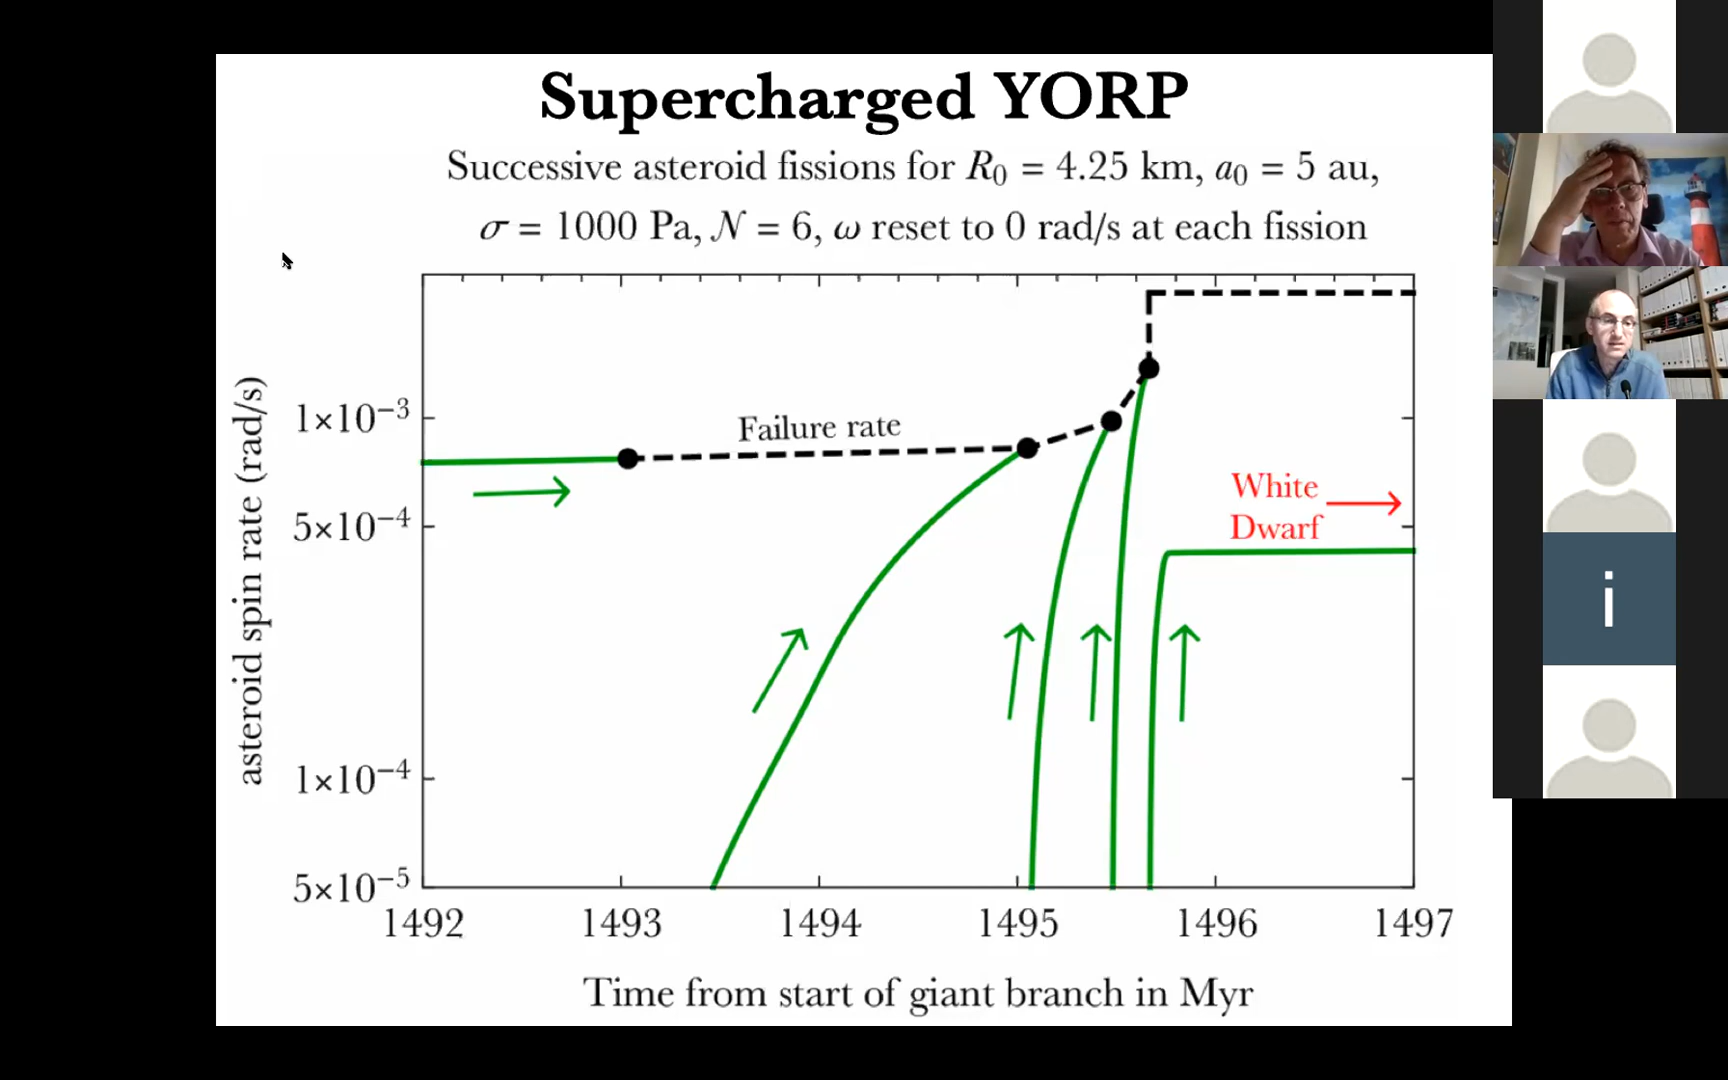 Supercharged YORP
Successive asteroid fissions for R₀ = 4.25 km, a₀ = 5 au,
σ = 1000 Pa, N = 6, ω reset to 0 rad/s at each fission
asteroid spin rate (rad/s)
1×10⁻³
5×10⁻⁴
1×10⁻⁴
5×10⁻⁵
Failure rate
White
Dwarf
1492 1493 1494 1495 1496 1497
Time from start of giant branch in Myr
i